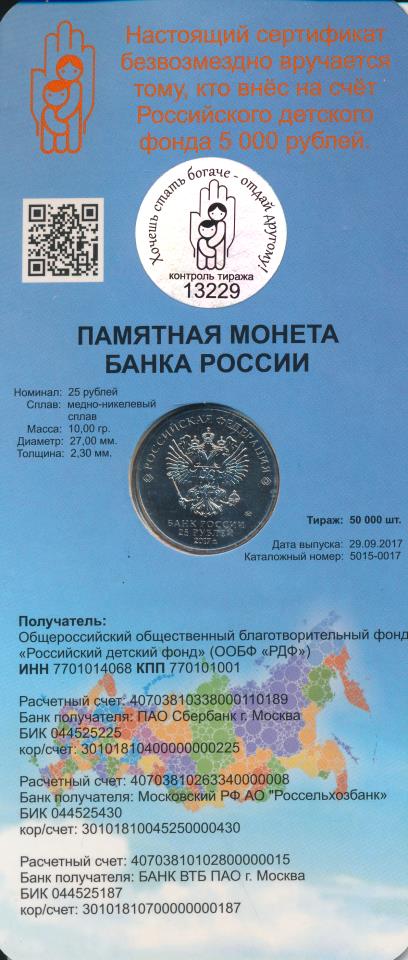 Настоящий сертификат
безвозмездно вручается
тому, кто внёс на счёт
Российского детского
фонда 5 000 рублей.
Хочешь стать богаче - отдай другому!
контроль тиража
13229
ПАМЯТНАЯ МОНЕТА
БАНКА РОССИИ
Номинал: 25 рублей
Сплав: медно-никелевый
сплав
Масса: 10,00 гр.
Диаметр: 27,00 мм.
Толщина: 2,30 мм.
РОССИЙСКАЯ ФЕДЕРАЦИЯ
БАНК РОССИИ
25 РУБЛЕЙ
2017 г.
Тираж: 50 000 шт.
Дата выпуска: 29.09.2017
Каталожный номер: 5015-0017
Получатель:
Общероссийский общественный благотворительный фонд
«Российский детский фонд» (ООБФ «РДФ»)
ИНН 7701014068 КПП 770101001
Расчетный счет: 40703810338000110189
Банк получателя: ПАО Сбербанк г. Москва
БИК 044525225
кор/счет: 30101810400000000225
Расчетный счет: 40703810263340000008
Банк получателя: Московский РФ АО "Россельхозбанк»
БИК 044525430
кор/счет: 30101810045250000430
Расчетный счет: 40703810102800000015
Банк получателя: БАНК ВТБ ПАО г. Москва
БИК 044525187
кор/счет: 30101810700000000187